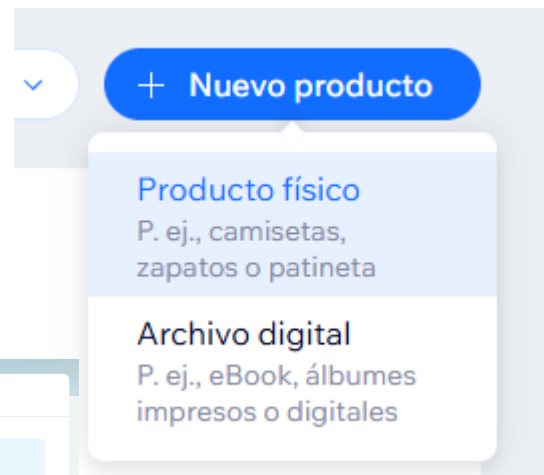 + Nuevo producto
Producto físico
P. ej., camisetas,
zapatos o patineta
Archivo digital
P. ej., eBook, álbumes
impresos o digitales